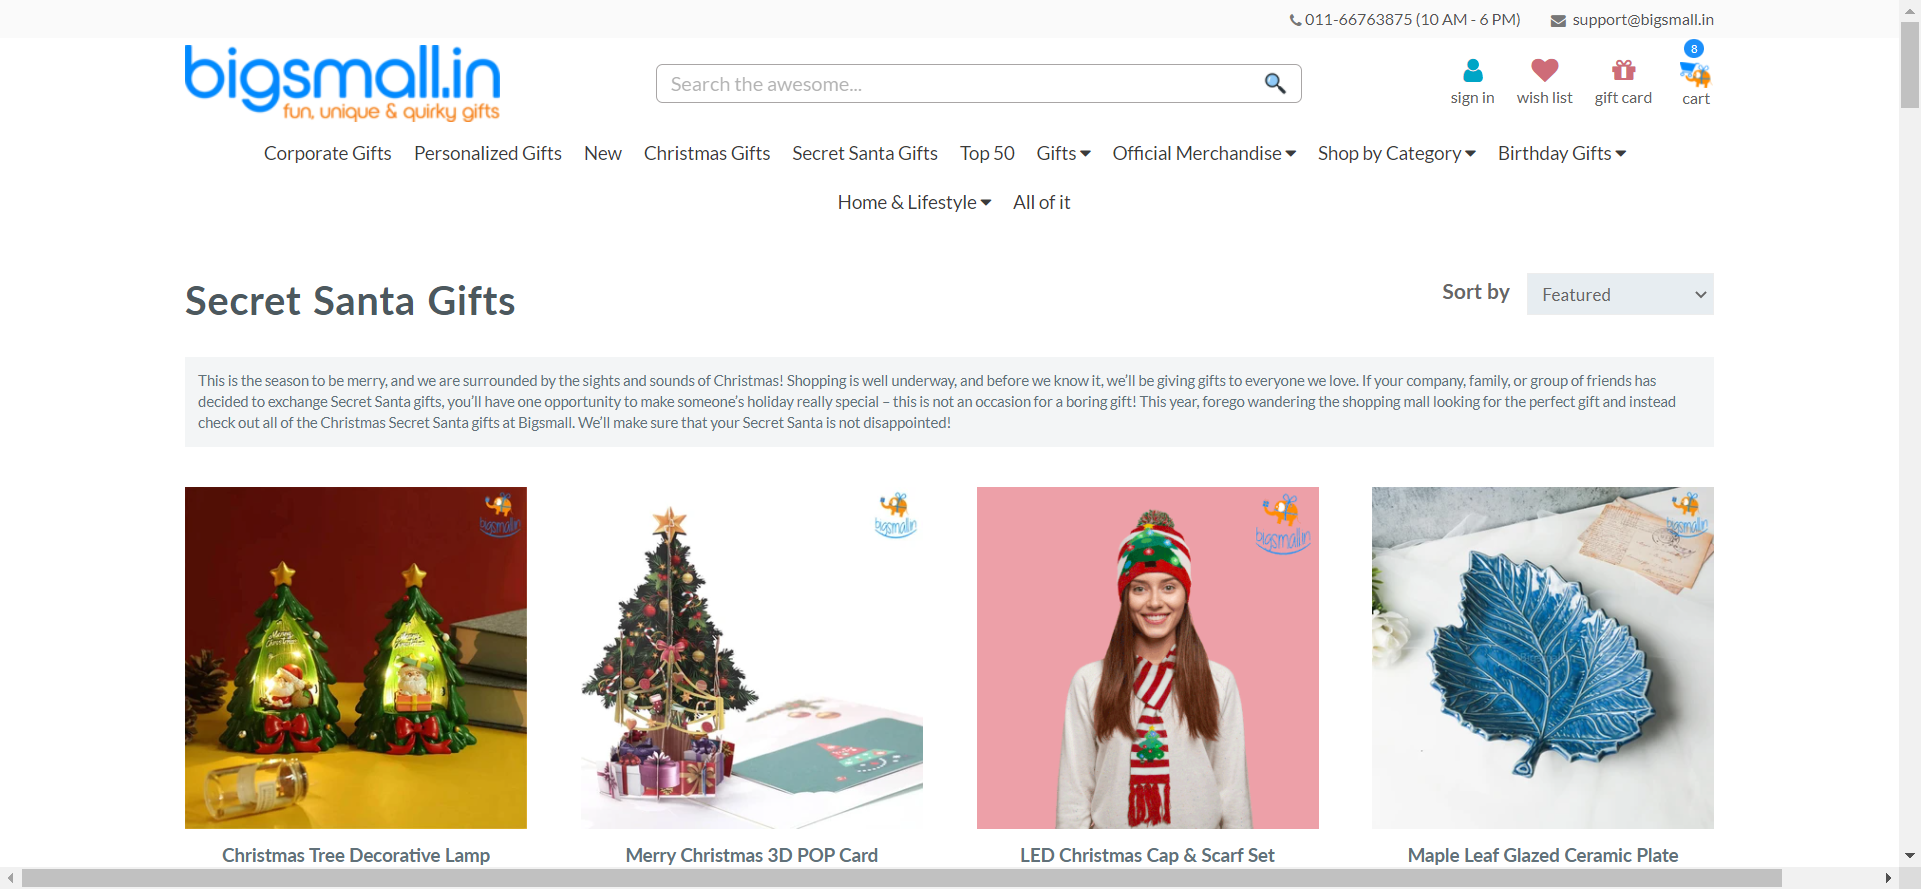 011-66763875 (10 AM - 6 PM)
support@bigsmall.in
bigsmall.in
fun, unique & quirky gifts
Search the awesome...
sign in
wish list
gift card
8
cart
Corporate Gifts
Personalized Gifts
New
Christmas Gifts
Secret Santa Gifts
Top 50
Gifts
Official Merchandise
Shop by Category
Birthday Gifts
Home & Lifestyle
All of it
Secret Santa Gifts
Sort by
Featured
This is the season to be merry, and we are surrounded by the sights and sounds of Christmas! Shopping is well underway, and before we know it, we'll be giving gifts to everyone we love. If your company, family, or group of friends has
decided to exchange Secret Santa gifts, you'll have one opportunity to make someone's holiday really special – this is not an occasion for a boring gift! This year, forego wandering the shopping mall looking for the perfect gift and instead
check out all of the Christmas Secret Santa gifts at Bigsmall. We'll make sure that your Secret Santa is not disappointed!
bigsmall.in
Merry Christmas
Merry Christmas
bigsmall.in
bigsmall.in
bigsmall.in
Christmas Tree Decorative Lamp
Merry Christmas 3D POP Card
LED Christmas Cap & Scarf Set
Maple Leaf Glazed Ceramic Plate